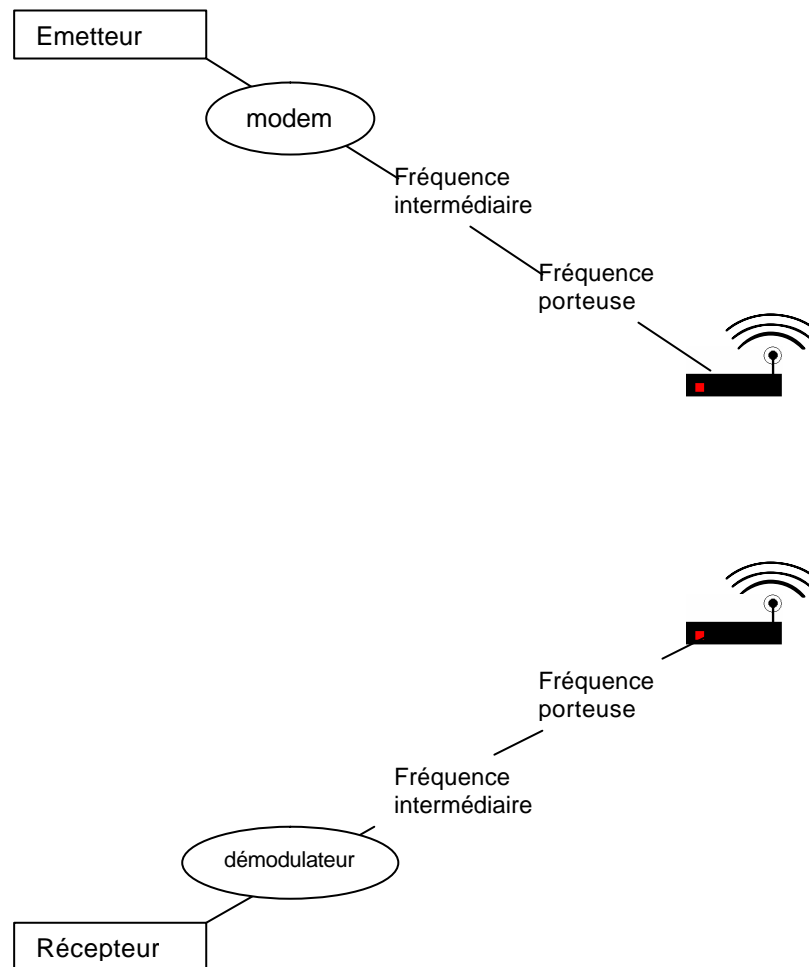 Emetteur
modem
Fréquence
intermédiaire
Fréquence
porteuse
Fréquence
porteuse
Fréquence
intermédiaire
démodulateur
Récepteur